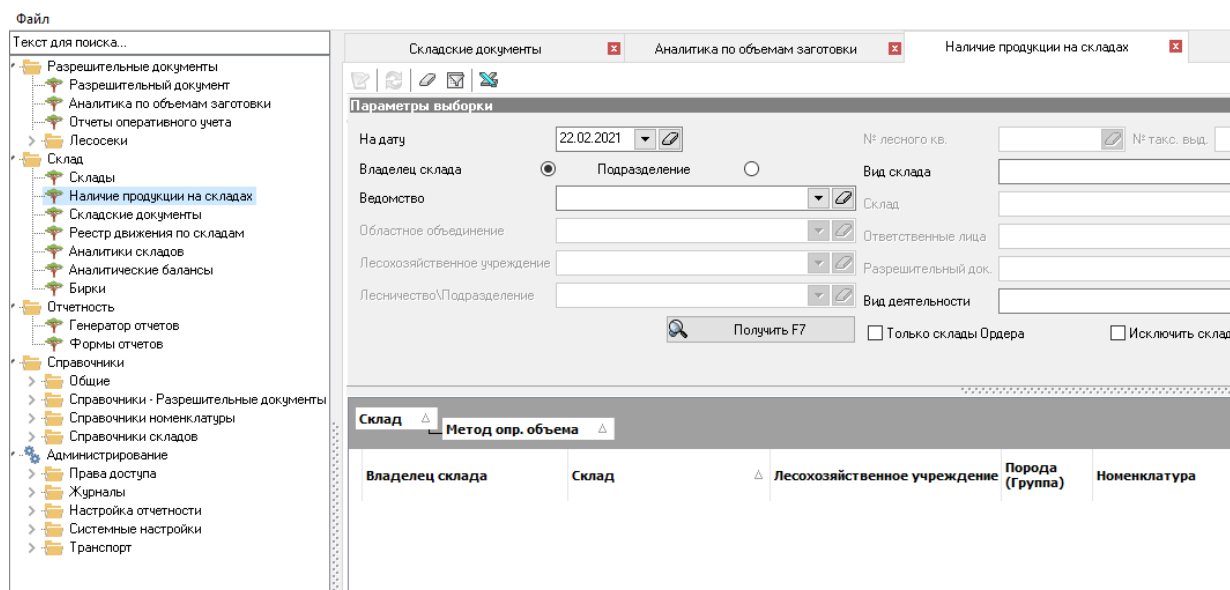 Файл
Текст для поиска...
Разрешительные документы
Разрешительный документ
Аналитика по объемам заготовки
Отчеты оперативного учета
Лесосеки
Склад
Склады
Наличие продукции на складах
Складские документы
Реестр движения по складам
Аналитики складов
Аналитические балансы
Бирки
Отчетность
Генератор отчетов
Формы отчетов
Справочники
Общие
Справочники - Разрешительные документы
Справочники номенклатуры
Справочники складов
Администрирование
Права доступа
Журналы
Настройка отчетности
Системные настройки
Транспорт
Складские документы Аналитика по объемам заготовки Наличие продукции на складах
Параметры выборки
На дату 22.02.2021 № лесного кв. № такс. выд.
Владелец склада Подразделение Вид склада
Ведомство Склад
Областное объединение Ответственные лица
Лесохозяйственное учреждение Разрешительный док.
Лесничество\Подразделение Вид деятельности
Получить F7 Только склады Ордера Исключить склад
Склад
Метод опр. объема
Владелец склада Склад Лесохозяйственное учреждение Порода (Группа) Номенклатура